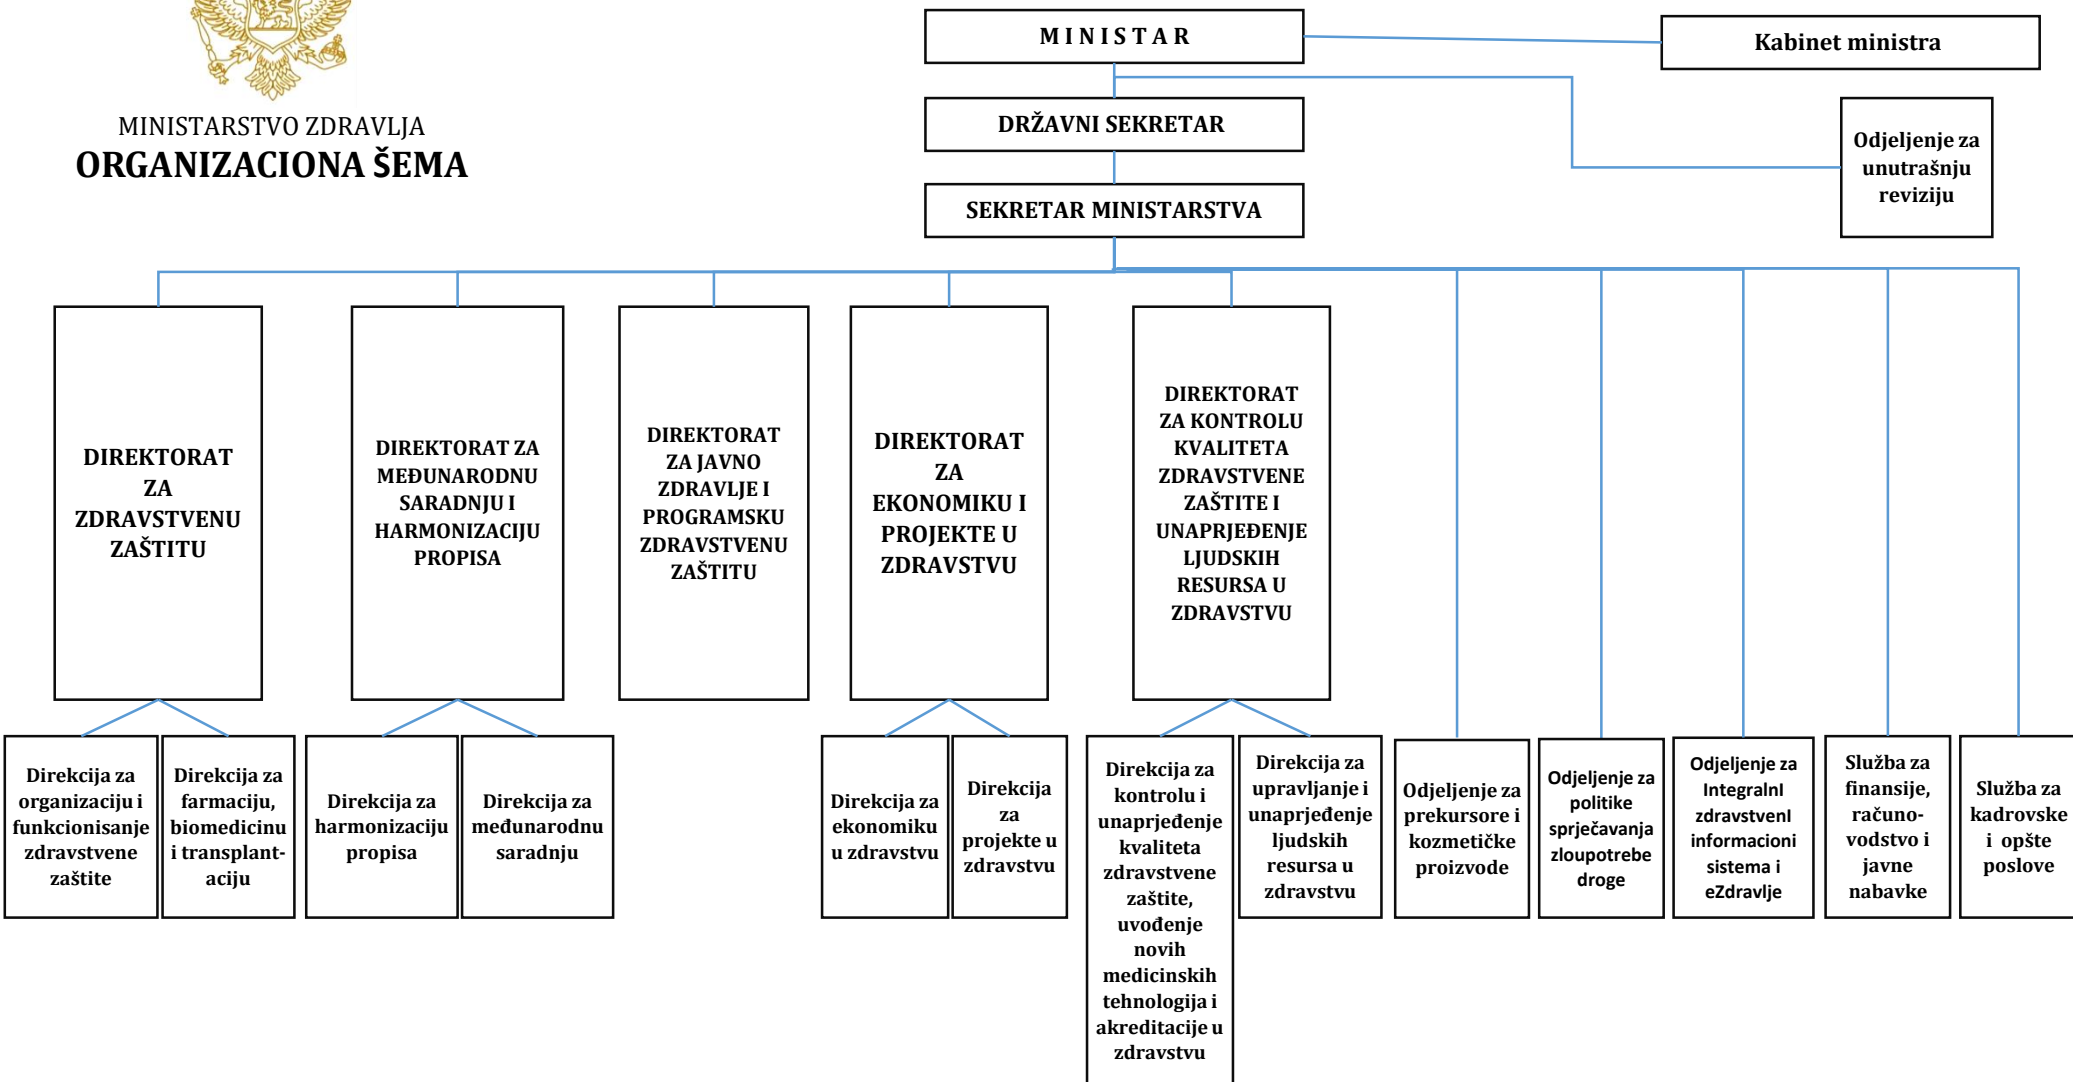 MINISTARSTVO ZDRAVLJA
ORGANIZACIONA ŠEMA
M I N I S T A R
Kabinet ministra
DRŽAVNI SEKRETAR
Odjeljenje za
unutrašnju
reviziju
SEKRETAR MINISTARSTVA
DIREKTORAT
ZA
ZDRAVSTVENU
ZAŠTITU
DIREKTORAT ZA
MEĐUNARODNU
SARADNJU I
HARMONIZACIJU
PROPISA
DIREKTORAT
ZA JAVNO
ZDRAVLJE I
PROGRAMSKU
ZDRAVSTVENU
ZAŠTITU
DIREKTORAT
ZA
EKONOMIKU I
PROJEKTE U
ZDRAVSTVU
DIREKTORAT
ZA KONTROLU
KVALITETA
ZDRAVSTVENE
ZAŠTITE I
UNAPRJEĐENJE
LJUDSKIH
RESURSA U
ZDRAVSTVU
Direkcija za
organizaciju i
funkcionisanje
zdravstvene
zaštite
Direkcija za
farmaciju,
biomedicinu
i transplant-
aciju
Direkcija za
harmonizaciju
propisa
Direkcija za
međunarodnu
saradnju
Direkcija za
ekonomiku
u zdravstvu
Direkcija
za
projekte u
zdravstvu
Direkcija za
kontrolu i
unaprjeđenje
kvaliteta
zdravstvene
zaštite,
uvođenje
novih
medicinskih
tehnologija i
akreditacije u
zdravstvu
Direkcija za
upravljanje i
unaprjeđenje
ljudskih
resursa u
zdravstvu
Odjeljenje za
prekursore i
kozmetičke
proizvode
Odjeljenje za
politike
sprječavanja
zloupotrebe
droge
Odjeljenje za
IntegralnI
zdravstvenI
informacioni
sistema i
eZdravlje
Služba za
finansije,
računo-
vodstvo i
javne
nabavke
Služba za
kadrovske
i opšte
poslove